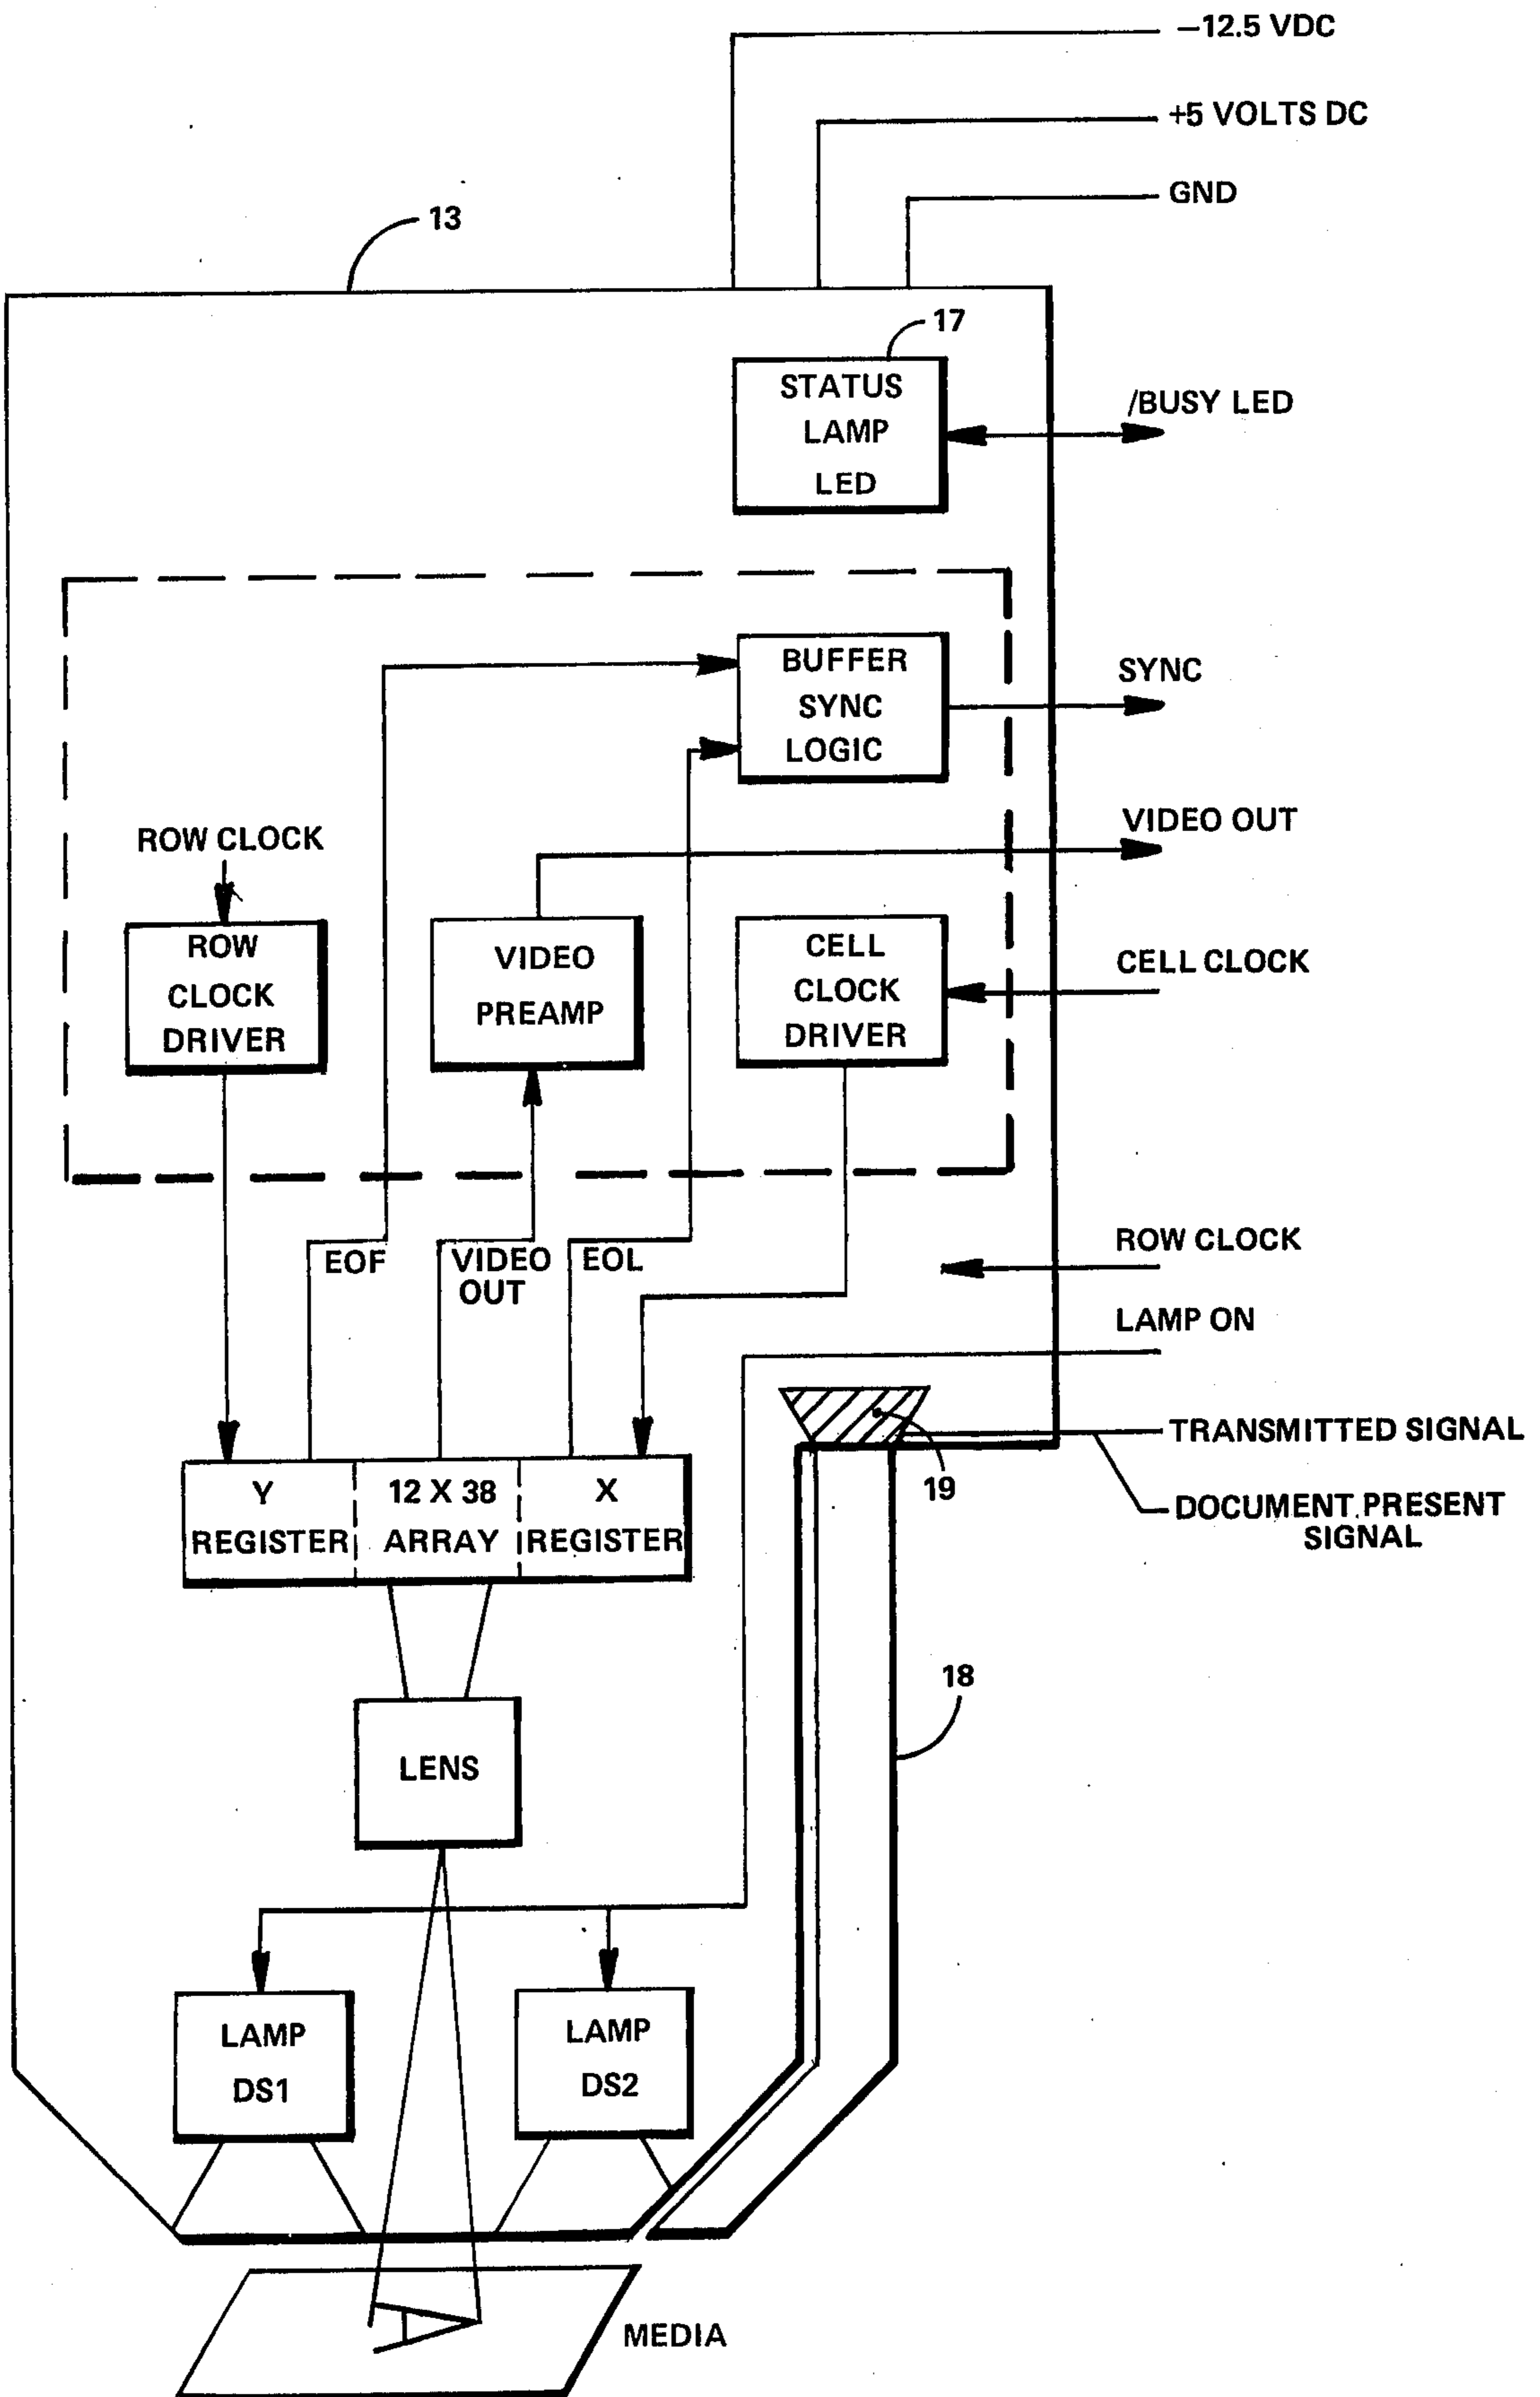 —12.5 VDC
+5 VOLTS DC
GND
13
17
STATUS
LAMP
LED
/BUSY LED
BUFFER
SYNC
LOGIC
SYNC
VIDEO OUT
ROW CLOCK
ROW
CLOCK
DRIVER
VIDEO
PREAMP
CELL
CLOCK
DRIVER
CELL CLOCK
EOF
VIDEO
OUT
EOL
ROW CLOCK
LAMP ON
TRANSMITTED SIGNAL
19
DOCUMENT PRESENT
SIGNAL
Y
REGISTER
12 X 38
ARRAY
X
REGISTER
18
LENS
LAMP
DS1
LAMP
DS2
A
MEDIA